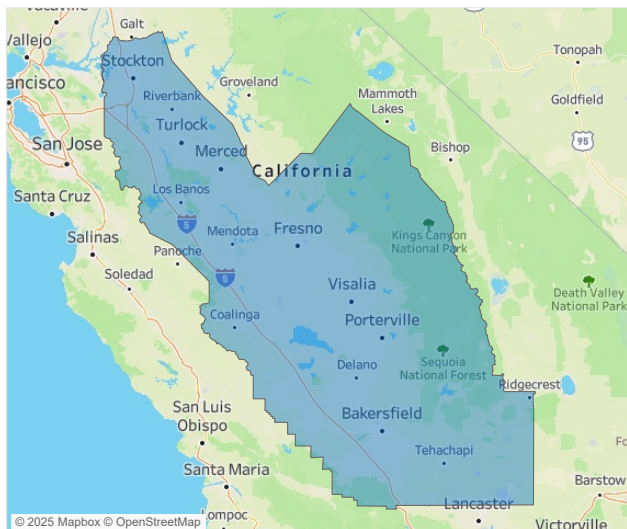 Vacaville
Galt
Vallejo
Stockton
Tonopah
Groveland
ancisco
Riverbank
Mammoth
Lakes
Goldfield
Turlock
San Jose
Merced
95
Bishop
California
Santa Cruz
Los Banos
5
Mendota
Fresno
Kings Canyon
National Park
Salinas
Panoche
Soledad
5
Visalia
Death Valley
National Park
Coalinga
Porterville
Delano
Sequoia
National Forest
Ridgecrest
San Luis
Obispo
Bakersfield
Fo
Tehachapi
Santa Maria
Barstow
Lancaster
Lompoc
Victorville
© 2025 Mapbox © OpenStreetMap